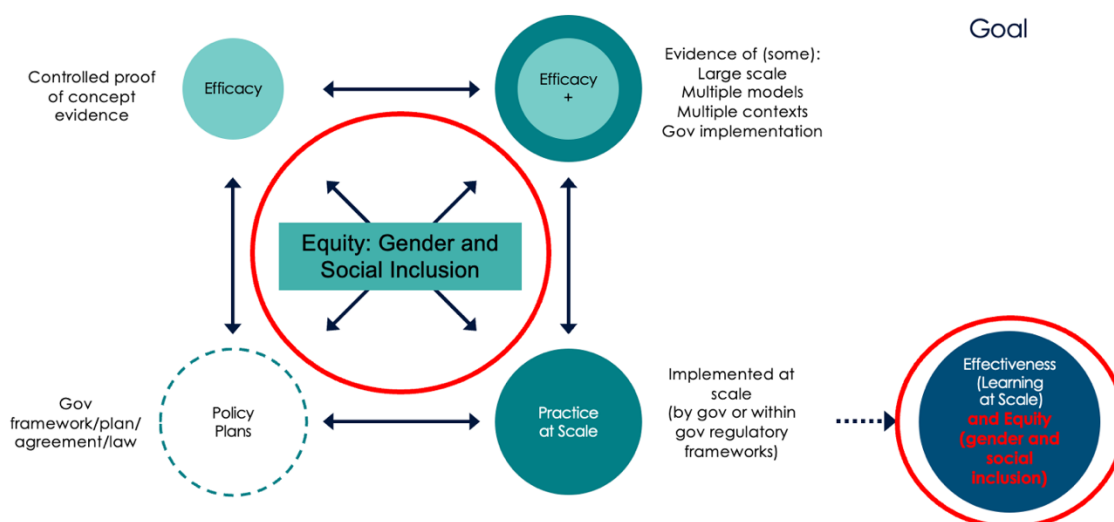 Goal
Controlled proof
of concept
evidence
Efficacy
Efficacy
+
Evidence of (some):
Large scale
Multiple models
Multiple contexts
Gov implementation
Equity: Gender and
Social Inclusion
Gov
framework/plan/
agreement/law
Policy
Plans
Practice
at Scale
Implemented at
scale
(by gov or within
gov regulatory
frameworks)
Effectiveness
(Learning
at Scale)
and Equity
(gender and
social
inclusion)